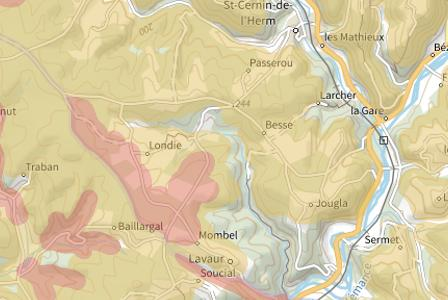 St-Cernin-de-
l'Herm
les Mathieux
200
Passerou
Larcher
la Gare
244
Besse
Londie
Traban
Jougla
Baillargal
Mombel
Sermet
Lavaur
Soucial